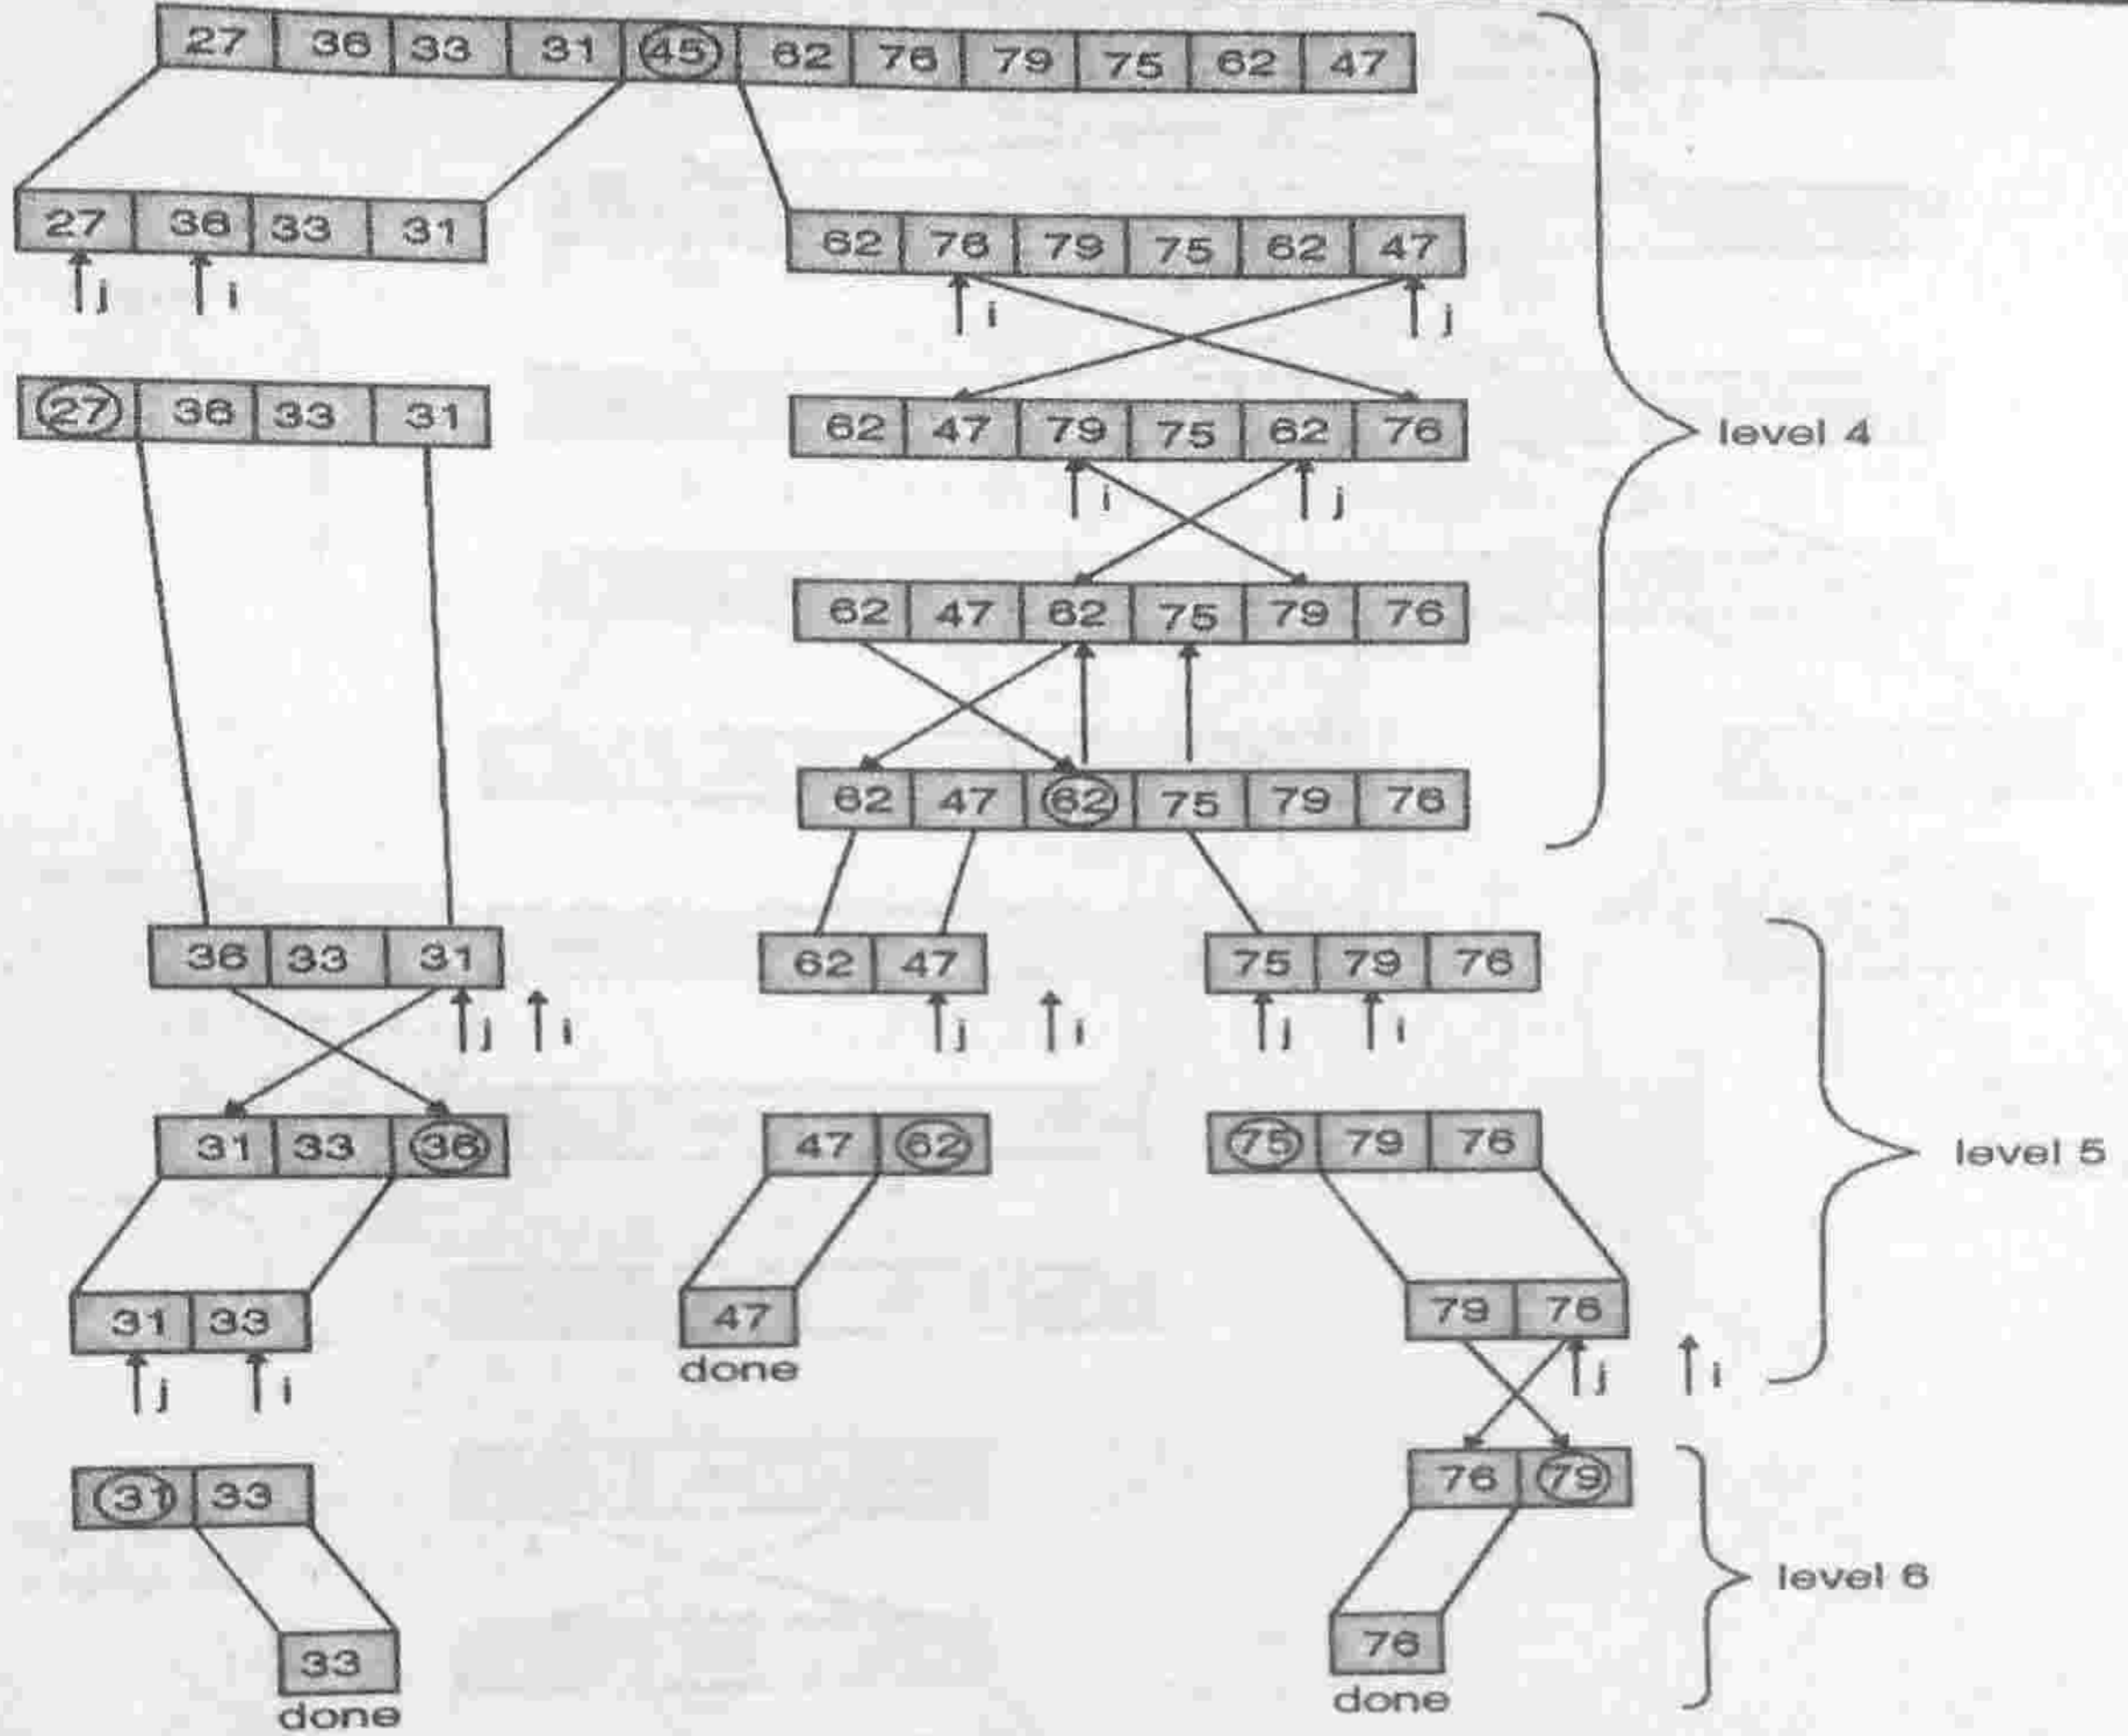 27 36 33 31 45 62 76 79 75 62 47
27 36 33 31
62 76 79 75 62 47
j i
i j
27 36 33 31
62 47 79 75 62 76
level 4
i j
62 47 62 75 79 76
62 47 62 75 79 76
36 33 31
62 47
75 79 76
j i
j i
j i
31 33 36
47 62
75 79 76
level 5
31 33
47
79 76
done
j i
j i
31 33
76 79
level 6
33
76
done
done